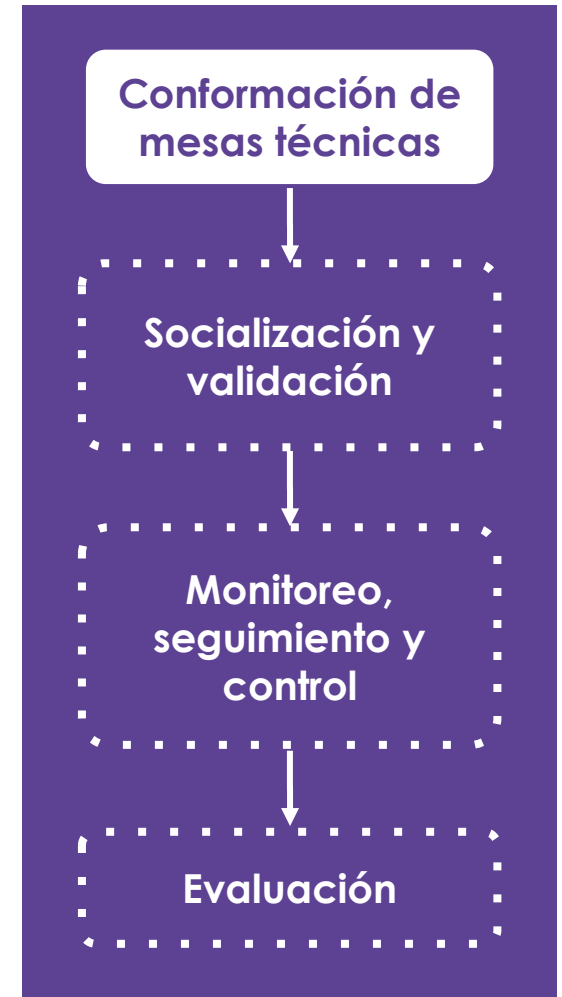 Conformación de
mesas técnicas
Socialización y
validación
Monitoreo,
seguimiento y
control
Evaluación